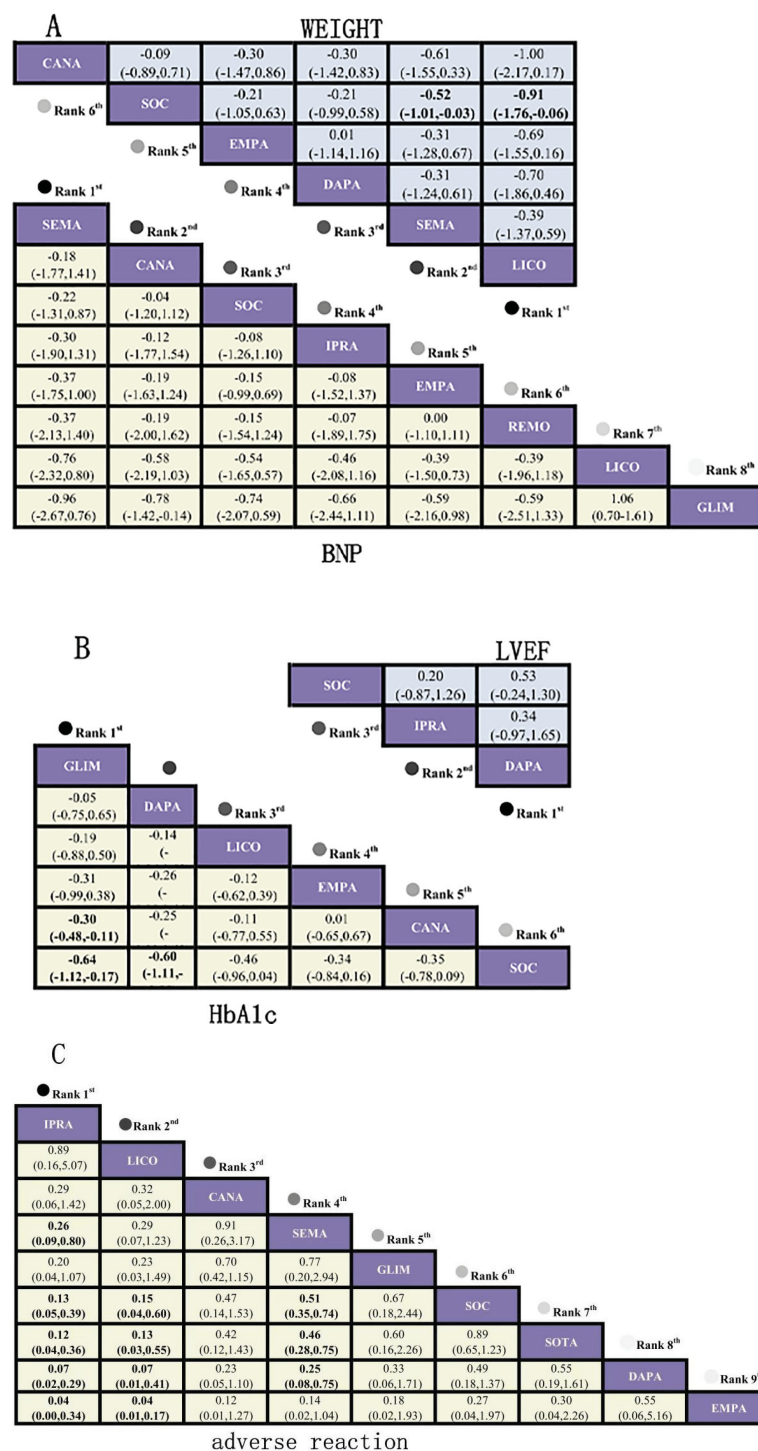 A
WEIGHT
CANA -0.09 -0.30 -0.30 -0.61 -1.00
(-0.89,0.71) (-1.47,0.86) (-1.42,0.83) (-1.55,0.33) (-2.17,0.17)
Rank 6th SOC -0.21 -0.21 -0.52 -0.91
(-1.05,0.63) (-0.99,0.58) (-1.01,-0.03) (-1.76,-0.06)
Rank 5th EMPA 0.01 -0.31 -0.69
(-1.14,1.16) (-1.28,0.67) (-1.55,0.16)
Rank 1st Rank 4th DAPA -0.31 -0.70
(-1.24,0.61) (-1.86,0.46)
SEMA Rank 2nd Rank 3rd SEMA -0.39
(-1.37,0.59)
-0.18 CANA Rank 3rd Rank 2nd LICO
(-1.77,1.41)
-0.22 -0.04 SOC Rank 4th Rank 1st
(-1.31,0.87) (-1.20,1.12)
-0.30 -0.12 -0.08 IPRA Rank 5th
(-1.90,1.31) (-1.77,1.54) (-1.26,1.10)
-0.37 -0.19 -0.15 -0.08 EMPA Rank 6th
(-1.75,1.00) (-1.63,1.24) (-0.99,0.69) (-1.52,1.37)
-0.37 -0.19 -0.15 -0.07 0.00 REMO Rank 7th
(-2.13,1.40) (-2.00,1.62) (-1.54,1.24) (-1.89,1.75) (-1.10,1.11)
-0.76 -0.58 -0.54 -0.46 -0.39 -0.39 LICO Rank 8th
(-2.32,0.80) (-2.19,1.03) (-1.65,0.57) (-2.08,1.16) (-1.50,0.73) (-1.96,1.18)
-0.96 -0.78 -0.74 -0.66 -0.59 -0.59 1.06 GLIM
(-2.67,0.76) (-1.42,-0.14) (-2.07,0.59) (-2.44,1.11) (-2.16,0.98) (-2.51,1.33) (0.70-1.61)
BNP
B
LVEF
SOC 0.20 0.53
(-0.87,1.26) (-0.24,1.30)
Rank 1st Rank 3rd IPRA 0.34
(-0.97,1.65)
GLIM Rank 2nd DAPA
-0.05 DAPA Rank 3rd Rank 1st
(-0.75,0.65)
-0.19 -0.14 LICO Rank 4th
(-0.88,0.50) (-
-0.31 -0.26 -0.12 EMPA Rank 5th
(-0.99,0.38) (- (-0.62,0.39)
-0.30 -0.25 -0.11 0.01 CANA Rank 6th
(-0.48,-0.11) (- (-0.77,0.55) (-0.65,0.67)
-0.64 -0.60 -0.46 -0.34 -0.35 SOC
(-1.12,-0.17) (-1.11,- (-0.96,0.04) (-0.84,0.16) (-0.78,0.09)
HbA1c
C
Rank 1st
IPRA Rank 2nd
0.89 LICO Rank 3rd
(0.16,5.07)
0.29 0.32 CANA Rank 4th
(0.06,1.42) (0.05,2.00)
0.26 0.29 0.91 SEMA Rank 5th
(0.09,0.80) (0.07,1.23) (0.26,3.17)
0.20 0.23 0.70 0.77 GLIM Rank 6th
(0.04,1.07) (0.03,1.49) (0.42,1.15) (0.20,2.94)
0.13 0.15 0.47 0.51 0.67 SOC Rank 7th
(0.05,0.39) (0.04,0.60) (0.14,1.53) (0.35,0.74) (0.18,2.44)
0.12 0.13 0.42 0.46 0.60 0.89 SOTA Rank 8th
(0.04,0.36) (0.03,0.55) (0.12,1.43) (0.28,0.75) (0.16,2.26) (0.65,1.23)
0.07 0.07 0.23 0.25 0.33 0.49 0.55 DAPA Rank 9th
(0.02,0.29) (0.01,0.41) (0.05,1.10) (0.08,0.75) (0.06,1.71) (0.18,1.37) (0.19,1.61)
0.04 0.04 0.12 0.14 0.18 0.27 0.30 0.55 EMPA
(0.00,0.34) (0.01,0.17) (0.01,1.27) (0.02,1.04) (0.02,1.93) (0.04,1.97) (0.04,2.26) (0.06,5.16)
adverse reaction